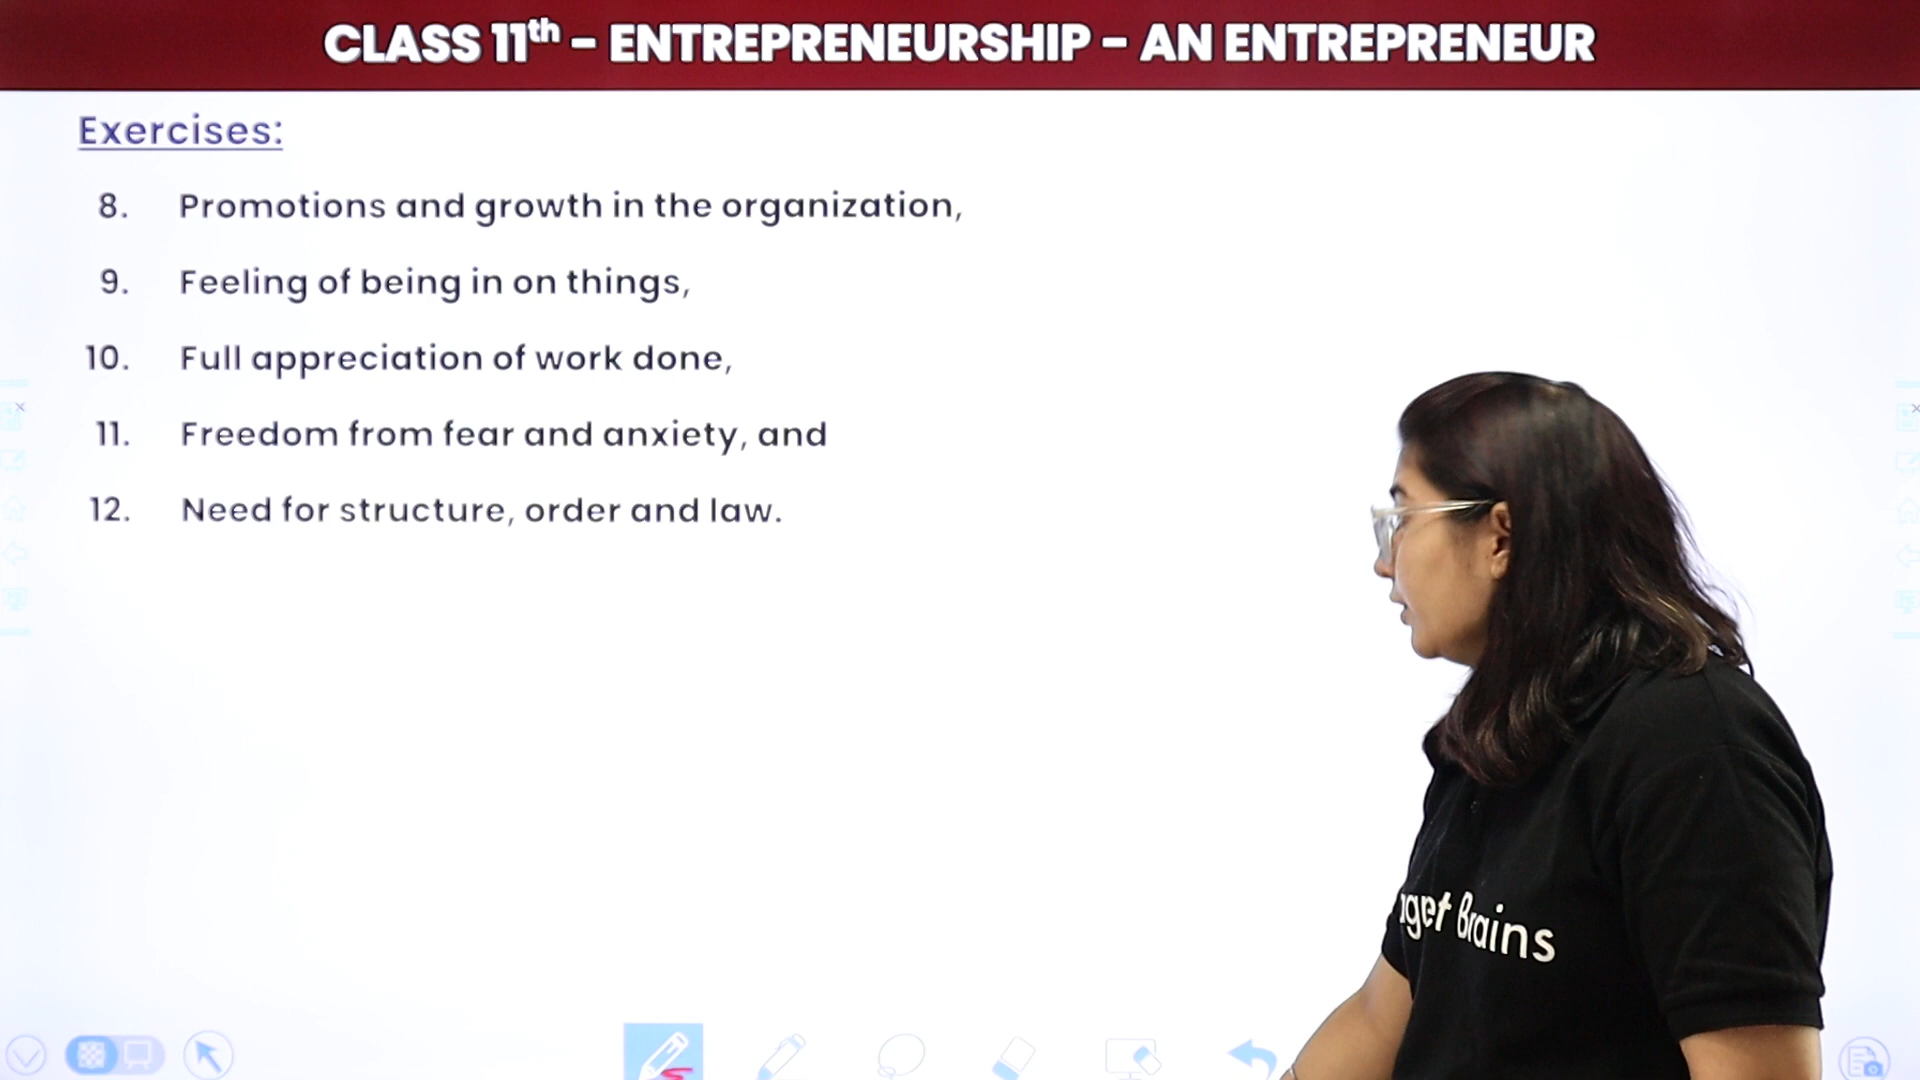 CLASS 11th - ENTREPRENEURSHIP - AN ENTREPRENEUR
Exercises:
8. Promotions and growth in the organization,
9. Feeling of being in on things,
10. Full appreciation of work done,
11. Freedom from fear and anxiety, and
12. Need for structure, order and law.
Brains